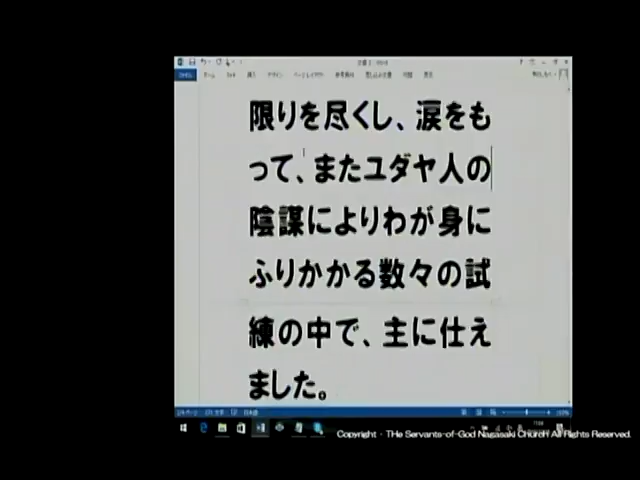 限りを尽くし、涙をも
って、またユダヤ人の
陰謀によりわが身に
ふりかかる数々の試
練の中で、主に仕え
ました。
Copyright・THe Servants-of-God Nagasaki Church All Rights Reserved.